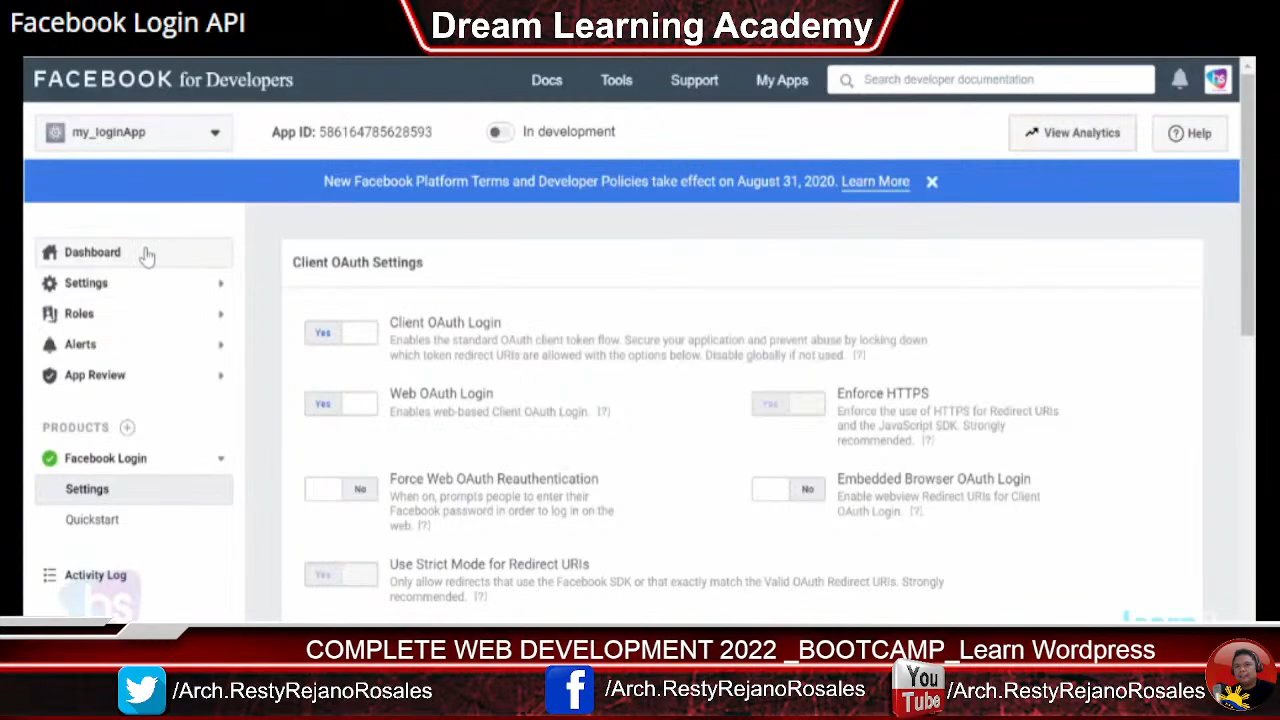 Facebook Login API
Dream Learning Academy
FACEBOOK for Developers
Docs
Tools
Support
My Apps
Search developer documentation
my_loginApp
App ID: 586164785628593
In development
View Analytics
Help
New Facebook Platform Terms and Developer Policies take effect on August 31, 2020. Learn More
Dashboard
Settings
Roles
Alerts
App Review
PRODUCTS
Facebook Login
Settings
Quickstart
Activity Log
bs
Client OAuth Settings
Yes
Client OAuth Login
Enables the standard OAuth client token flow. Secure your application and prevent abuse by locking down
which token redirect URIs are allowed with the options below. Disable globally if not used. [?]
Yes
Web OAuth Login
Enables web-based Client OAuth Login. [?]
Yes
Enforce HTTPS
Enforce the use of HTTPS for Redirect URIs
and the JavaScript SDK. Strongly
recommended. [?]
No
Force Web OAuth Reauthentication
When on, prompts people to enter their
Facebook password in order to log in on the
web. [?]
No
Embedded Browser OAuth Login
Enable webview Redirect URIs for Client
OAuth Login. [?]
Yes
Use Strict Mode for Redirect URIs
Only allow redirects that use the Facebook SDK or that exactly match the Valid OAuth Redirect URIs. Strongly
recommended. [?]
COMPLETE WEB DEVELOPMENT 2022 _BOOTCAMP_Learn Wordpress
/Arch.RestyRejanoRosales
f
/Arch.RestyRejanoRosales
You
Tube
/Arch.RestyRejanoRosales